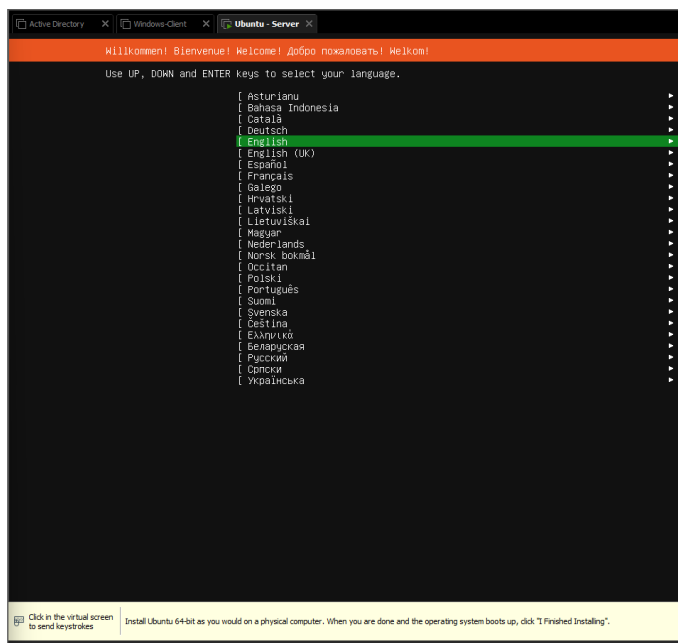 Active Directory
Windows-Client
Ubuntu - Server
Willkommen! Bienvenue! Welcome! Добро пожаловать! Welkom!
Use UP, DOWN and ENTER keys to select your language.
[ Asturianu
[ Bahasa Indonesia
[ Català
[ Deutsch
[ English
[ English (UK)
[ Español
[ Français
[ Galego
[ Hrvatski
[ Latviski
[ Lietuviškai
[ Magyar
[ Nederlands
[ Norsk bokmål
[ Occitan
[ Polski
[ Português
[ Suomi
[ Svenska
[ Čeština
[ Ελληνικά
[ Беларуская
[ Русский
[ Српски
[ Українська
Click in the virtual screen
to send keystrokes
Install Ubuntu 64-bit as you would on a physical computer. When you are done and the operating system boots up, click "I Finished Installing".